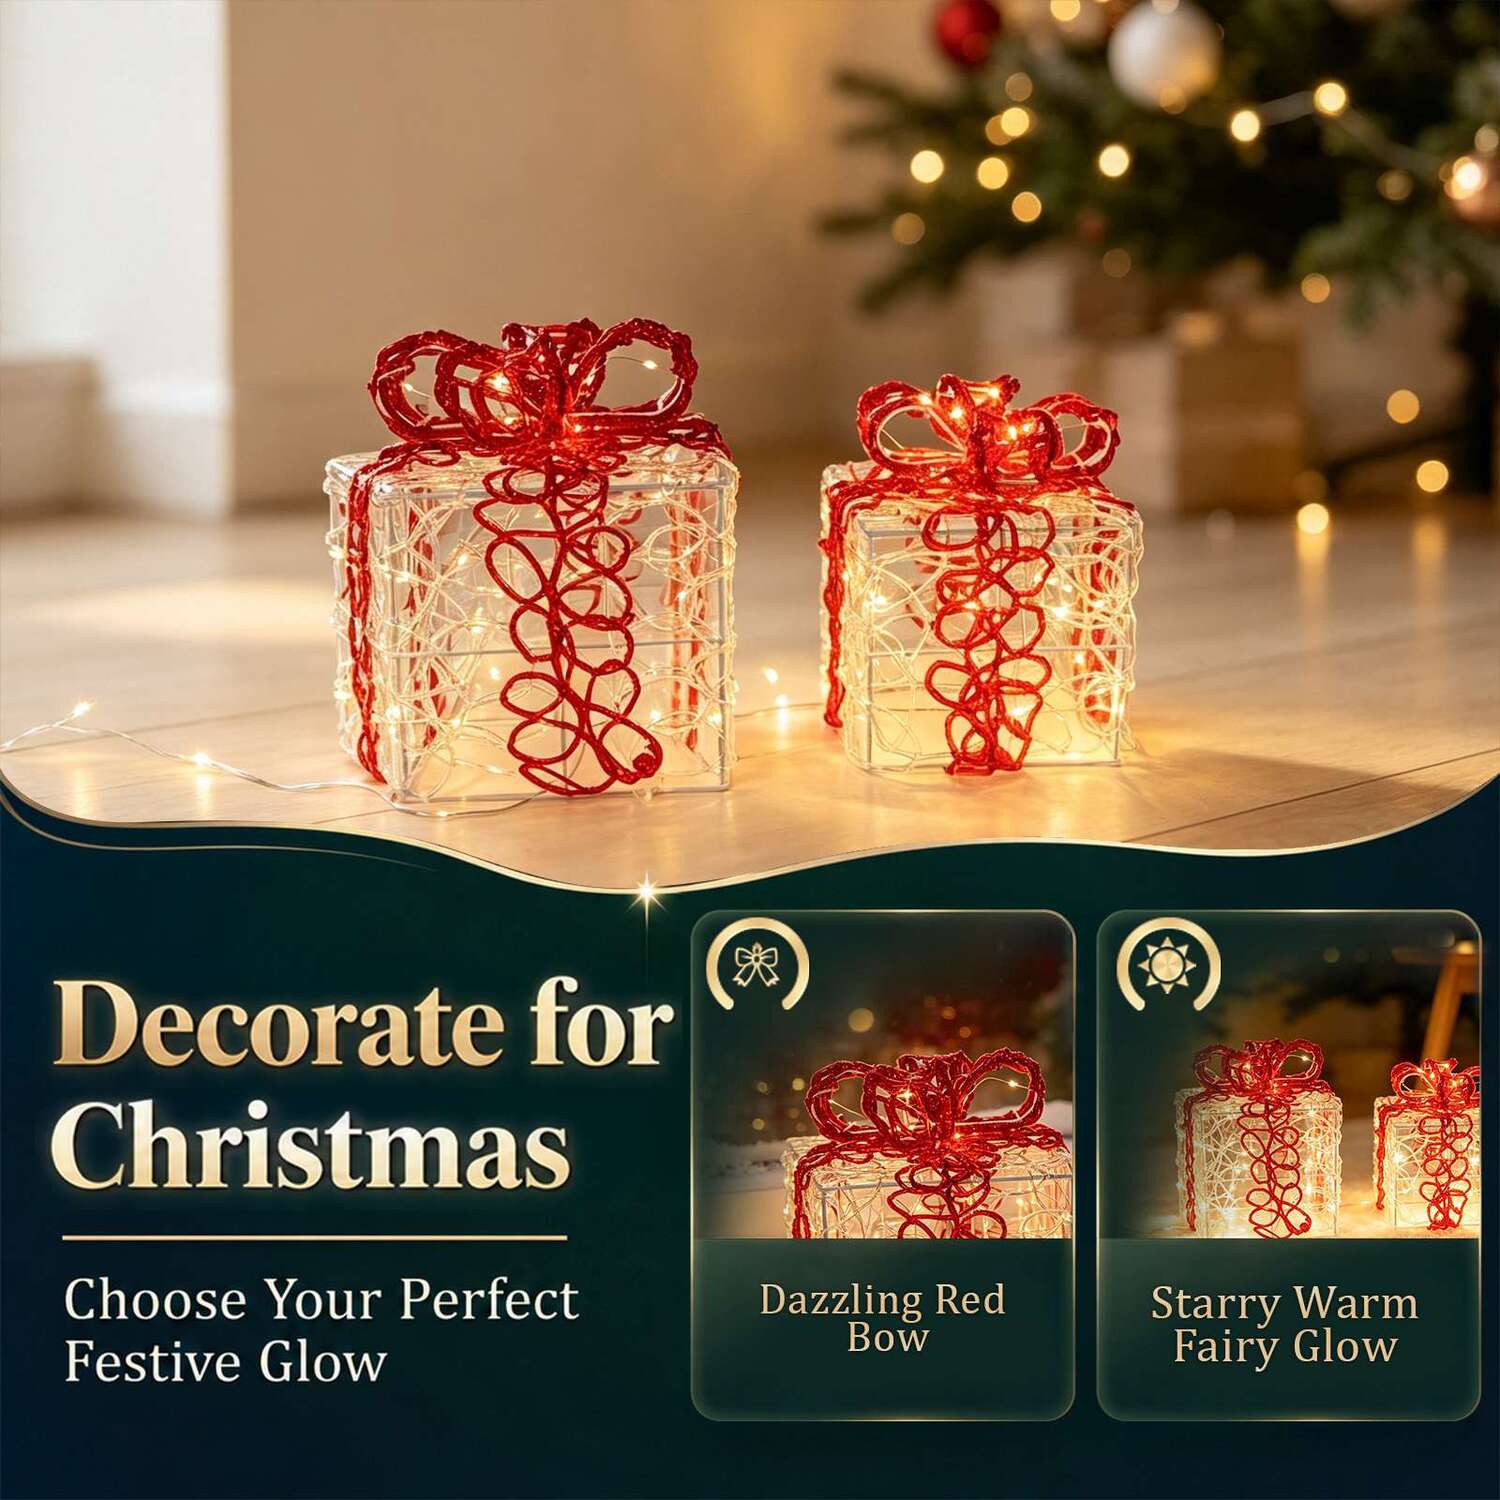 Decorate for
Christmas
Choose Your Perfect
Festive Glow
Dazzling Red
Bow
Starry Warm
Fairy Glow